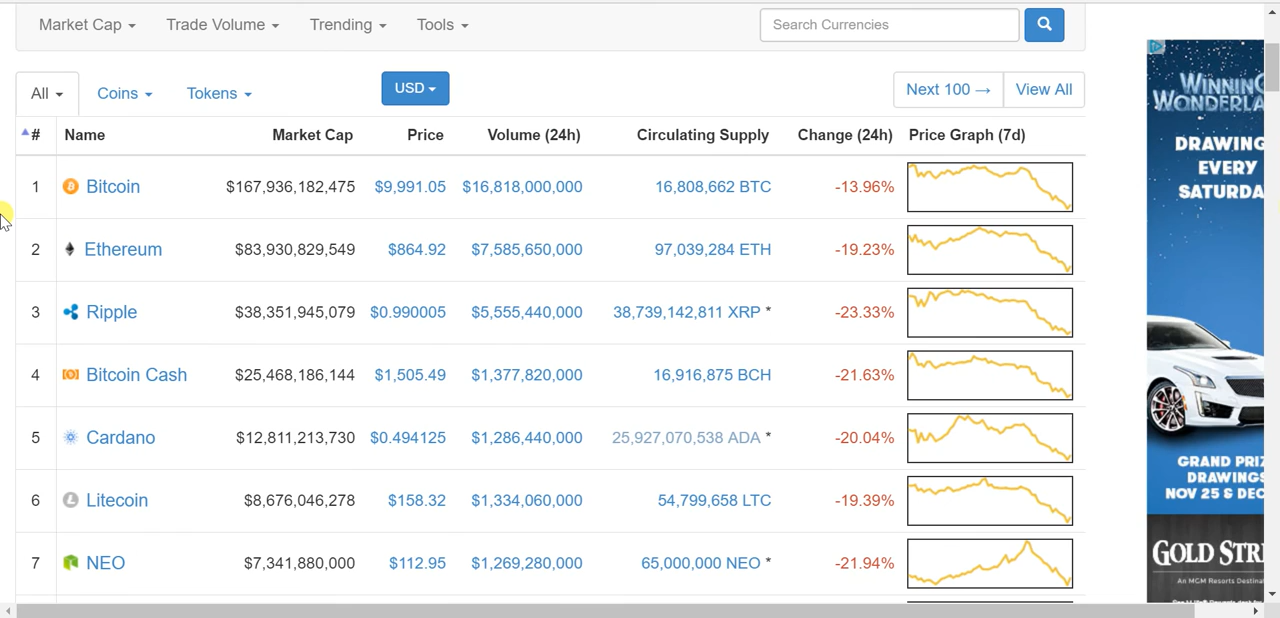 Market Cap Trade Volume Trending Tools Search Currencies
All Coins Tokens USD Next 100 → View All
# Name Market Cap Price Volume (24h) Circulating Supply Change (24h) Price Graph (7d)
1 Bitcoin $167,936,182,475 $9,991.05 $16,818,000,000 16,808,662 BTC -13.96%
2 Ethereum $83,930,829,549 $864.92 $7,585,650,000 97,039,284 ETH -19.23%
3 Ripple $38,351,945,079 $0.990005 $5,555,440,000 38,739,142,811 XRP * -23.33%
4 Bitcoin Cash $25,468,186,144 $1,505.49 $1,377,820,000 16,916,875 BCH -21.63%
5 Cardano $12,811,213,730 $0.494125 $1,286,440,000 25,927,070,538 ADA * -20.04%
6 Litecoin $8,676,046,278 $158.32 $1,334,060,000 54,799,658 LTC -19.39%
7 NEO $7,341,880,000 $112.95 $1,269,280,000 65,000,000 NEO * -21.94%
WINNING
WONDERLA
DRAWING
EVERY
SATURDA
GRAND PRIZ
DRAWINGS
NOV 25 & DEC
GOLD STRI
An MGM Resorts Destina